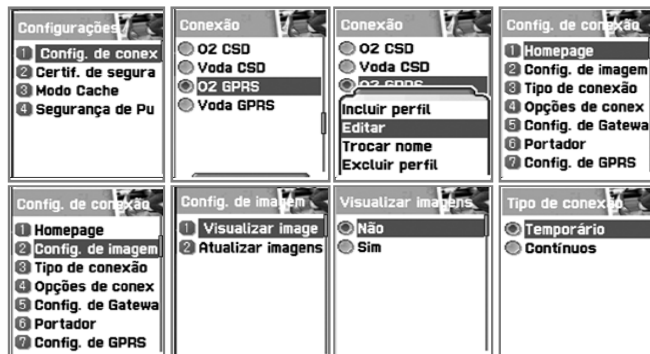 Configurações
1 Config. de conex
2 Certif. de segura
3 Modo Cache
4 Segurança de Pu
Conexão
O2 CSD
Voda CSD
O2 GPRS
Voda GPRS
Conexão
O2 CSD
Voda CSD
O2 GPRS
Incluir perfil
Editar
Trocar nome
Excluir perfil
Config. de conexão
1 Homepage
2 Config. de imagem
3 Tipo de conexão
4 Opções de conex
5 Config. de Gatewa
6 Portador
7 Config. de GPRS
Config. de conexão
1 Homepage
2 Config. de imagem
3 Tipo de conexão
4 Opções de conex
5 Config. de Gatewa
6 Portador
7 Config. de GPRS
Config. de imagem
1 Visualizar image
2 Atualizar imagens
Visualizar imagens
Não
Sim
Tipo de conexão
Temporário
Contínuos